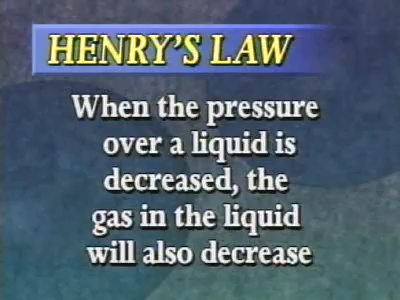 HENRY'S LAW
When the pressure
over a liquid is
decreased, the
gas in the liquid
will also decrease